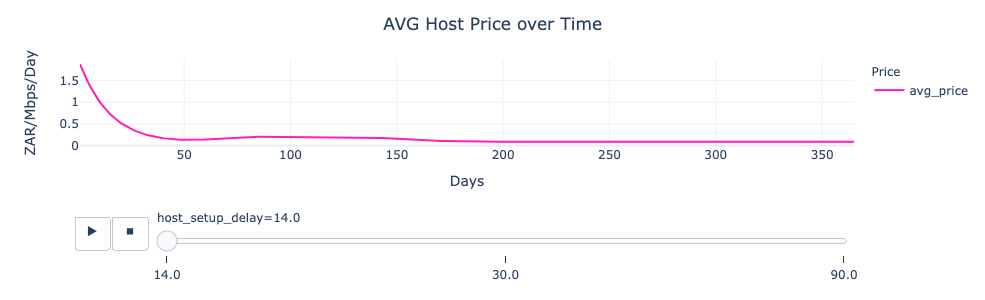 AVG Host Price over Time
ZAR/Mbps/Day
1.5
1
0.5
0
50 100 150 200 250 300 350
Days
Price
avg_price
host_setup_delay=14.0
14.0 30.0 90.0